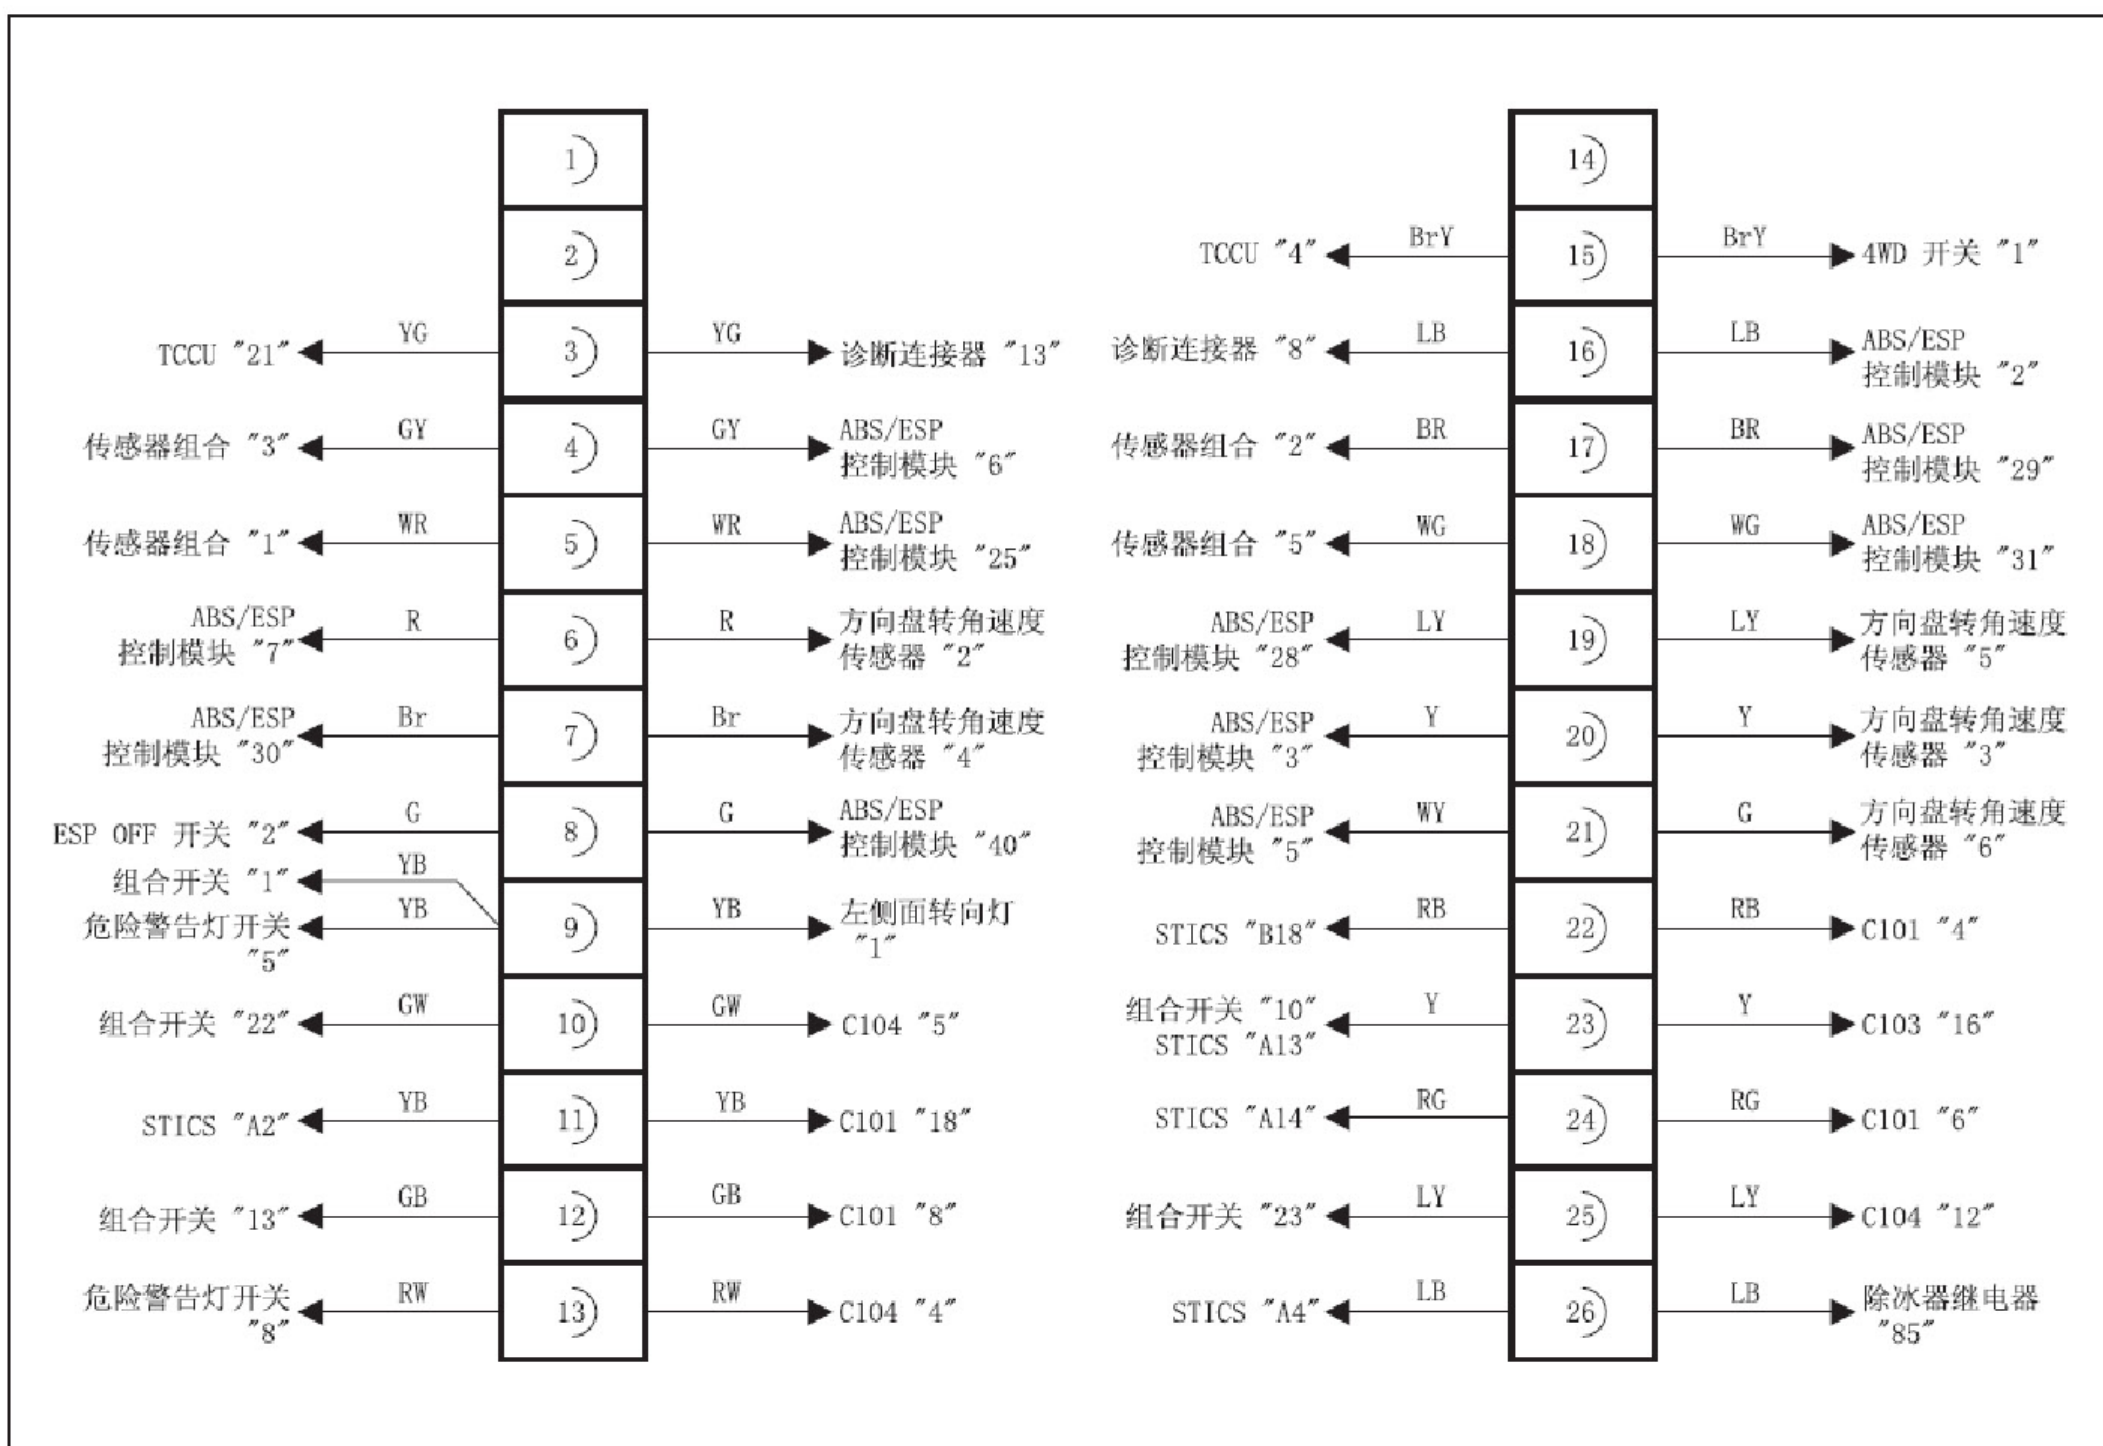 1
2
TCCU "21"
YG
3
YG
诊断连接器 "13"
传感器组合 "3"
GY
4
GY
ABS/ESP
控制模块 "6"
传感器组合 "1"
WR
5
WR
ABS/ESP
控制模块 "25"
ABS/ESP
控制模块 "7"
R
6
R
方向盘转角速度
传感器 "2"
ABS/ESP
控制模块 "30"
Br
7
Br
方向盘转角速度
传感器 "4"
ESP OFF 开关 "2"
G
8
G
ABS/ESP
控制模块 "40"
组合开关 "1"
YB
危险警告灯开关
"5"
YB
9
YB
左侧面转向灯
"1"
组合开关 "22"
GW
10
GW
C104 "5"
STICS "A2"
YB
11
YB
C101 "18"
组合开关 "13"
GB
12
GB
C101 "8"
危险警告灯开关
"8"
RW
13
RW
C104 "4"
14
TCCU "4"
BrY
15
BrY
4WD 开关 "1"
诊断连接器 "8"
LB
16
LB
ABS/ESP
控制模块 "2"
传感器组合 "2"
BR
17
BR
ABS/ESP
控制模块 "29"
传感器组合 "5"
WG
18
WG
ABS/ESP
控制模块 "31"
ABS/ESP
控制模块 "28"
LY
19
LY
方向盘转角速度
传感器 "5"
ABS/ESP
控制模块 "3"
Y
20
Y
方向盘转角速度
传感器 "3"
ABS/ESP
控制模块 "5"
WY
21
G
方向盘转角速度
传感器 "6"
STICS "B18"
RB
22
RB
C101 "4"
组合开关 "10"
STICS "A13"
Y
23
Y
C103 "16"
STICS "A14"
RG
24
RG
C101 "6"
组合开关 "23"
LY
25
LY
C104 "12"
STICS "A4"
LB
26
LB
除冰器继电器
"85"